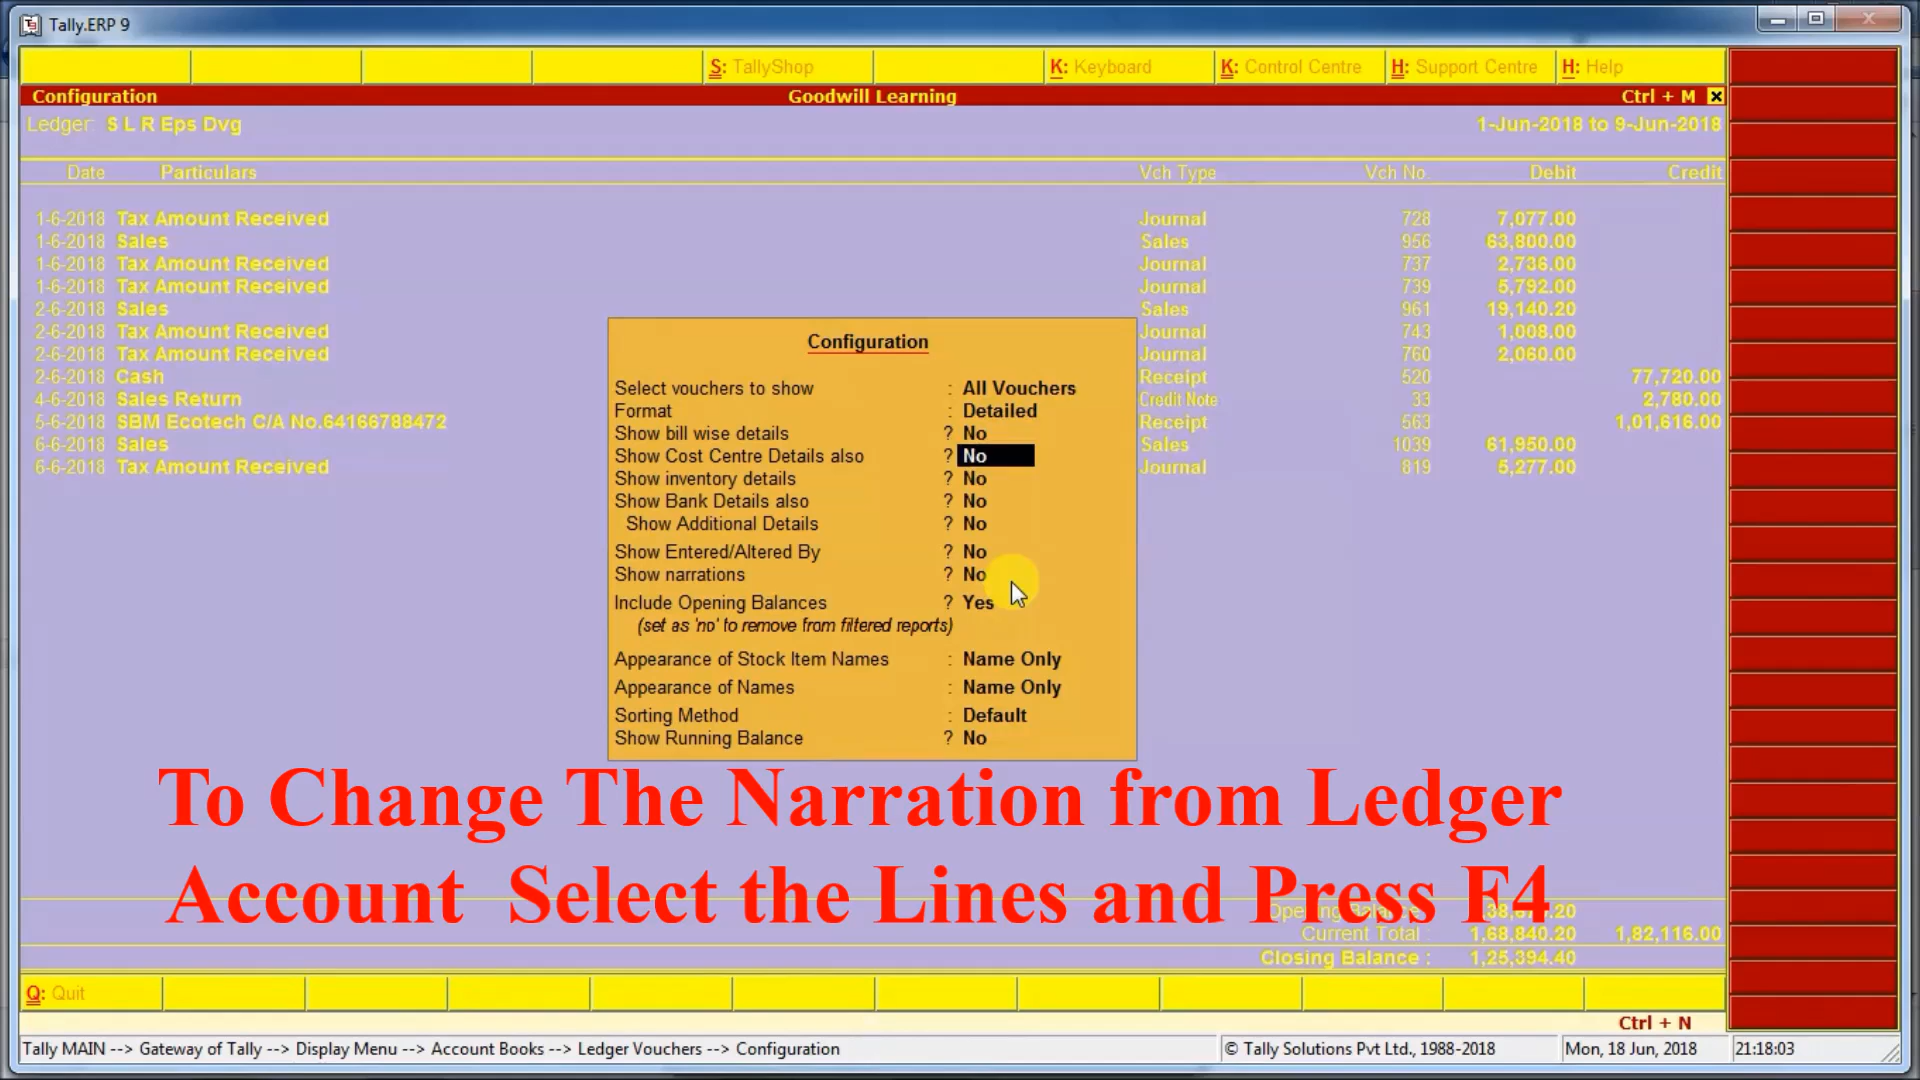 Tally.ERP 9
S: TallyShop K: Keyboard K: Control Centre H: Support Centre H: Help
Configuration Goodwill Learning Ctrl + M
Ledger: S L R Eps Dvg 1-Jun-2018 to 9-Jun-2018
Date Particulars Vch Type Vch No. Debit Credit
1-6-2018 Tax Amount Received Journal 728 7,077.00
1-6-2018 Sales Sales 956 63,800.00
1-6-2018 Tax Amount Received Journal 737 2,736.00
1-6-2018 Tax Amount Received Journal 739 5,792.00
2-6-2018 Sales Sales 961 19,140.20
2-6-2018 Tax Amount Received Journal 743 1,008.00
2-6-2018 Tax Amount Received Journal 760 2,060.00
2-6-2018 Cash Receipt 520 77,720.00
4-6-2018 Sales Return Credit Note 33 2,780.00
5-6-2018 SBM Ecotech C/A No.64166788472 Receipt 563 1,01,616.00
6-6-2018 Sales Sales 1039 61,950.00
6-6-2018 Tax Amount Received Journal 819 5,277.00
Configuration
Select vouchers to show : All Vouchers
Format : Detailed
Show bill wise details ? No
Show Cost Centre Details also ? No
Show inventory details ? No
Show Bank Details also ? No
Show Additional Details ? No
Show Entered/Altered By ? No
Show narrations ? No
Include Opening Balances ? Yes
(set as 'no' to remove from filtered reports)
Appearance of Stock Item Names : Name Only
Appearance of Names : Name Only
Sorting Method : Default
Show Running Balance ? No
To Change The Narration from Ledger
Account Select the Lines and Press F4
Opening Balance :
Current Total : 1,68,840.20 1,82,116.00
Closing Balance : 1,25,394.40
Q: Quit
Ctrl + N
Tally MAIN --> Gateway of Tally --> Display Menu --> Account Books --> Ledger Vouchers --> Configuration © Tally Solutions Pvt Ltd., 1988-2018 Mon, 18 Jun, 2018 21:18:03